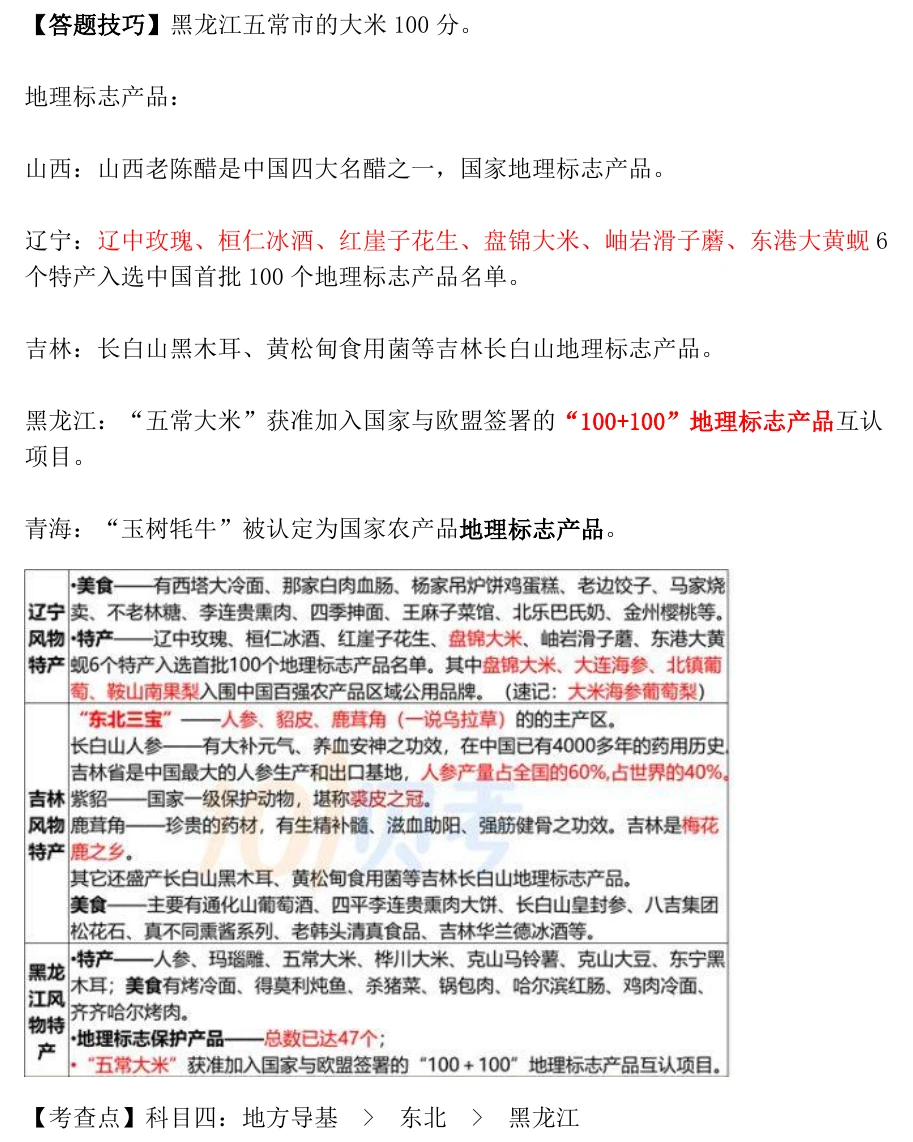 【答题技巧】黑龙江五常市的大米 100 分。
地理标志产品：
山西：山西老陈醋是中国四大名醋之一，国家地理标志产品。
辽宁：辽中玫瑰、桓仁冰酒、红崖子花生、盘锦大米、岫岩滑子蘑、东港大黄蚬 6
个特产入选中国首批 100 个地理标志产品名单。
吉林：长白山黑木耳、黄松甸食用菌等吉林长白山地理标志产品。
黑龙江：“五常大米”获准加入国家与欧盟签署的“100+100”地理标志产品互认
项目。
青海：“玉树牦牛”被认定为国家农产品地理标志产品。
辽宁
风物
特产
•美食——有西塔大冷面、那家白肉血肠、杨家吊炉饼鸡蛋糕、老边饺子、马家烧
卖、不老林糖、李连贵熏肉、四季抻面、王麻子菜馆、北乐巴氏奶、金州樱桃等。
•特产——辽中玫瑰、桓仁冰酒、红崖子花生、盘锦大米、岫岩滑子蘑、东港大黄
蚬6个特产入选首批100个地理标志产品名单。其中盘锦大米、大连海参、北镇葡
萄、鞍山南果梨入围中国百强农产品区域公用品牌。（速记：大米海参葡萄梨）
吉林
风物
特产
“东北三宝”——人参、貂皮、鹿茸角（一说乌拉草）的的主产区。
长白山人参——有大补元气、养血安神之功效，在中国已有4000多年的药用历史，
吉林省是中国最大的人参生产和出口基地，人参产量占全国的60%,占世界的40%。
紫貂——国家一级保护动物，堪称裘皮之冠。
鹿茸角——珍贵的药材，有生精补髓、滋血助阳、强筋健骨之功效。吉林是梅花
鹿之乡。
其它还盛产长白山黑木耳、黄松甸食用菌等吉林长白山地理标志产品。
美食——主要有通化山葡萄酒、四平李连贵熏肉大饼、长白山皇封参、八吉集团
松花石、真不同熏酱系列、老韩头清真食品、吉林华兰德冰酒等。
黑龙
江风
物特
产
•特产——人参、玛瑙雕、五常大米、桦川大米、克山马铃薯、克山大豆、东宁黑
木耳；美食有烤冷面、得莫利炖鱼、杀猪菜、锅包肉、哈尔滨红肠、鸡肉冷面、
齐齐哈尔烤肉。
•地理标志保护产品——总数已达47个；
•“五常大米”获准加入国家与欧盟签署的“100＋100”地理标志产品互认项目。
【考查点】科目四：地方导基 > 东北 > 黑龙江